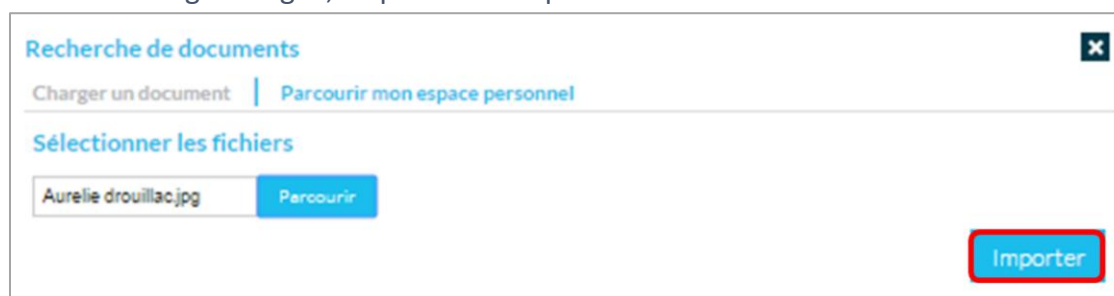 Recherche de documents
Charger un document | Parcourir mon espace personnel
Sélectionner les fichiers
Aurelie drouillac.jpg Parcourir
Importer